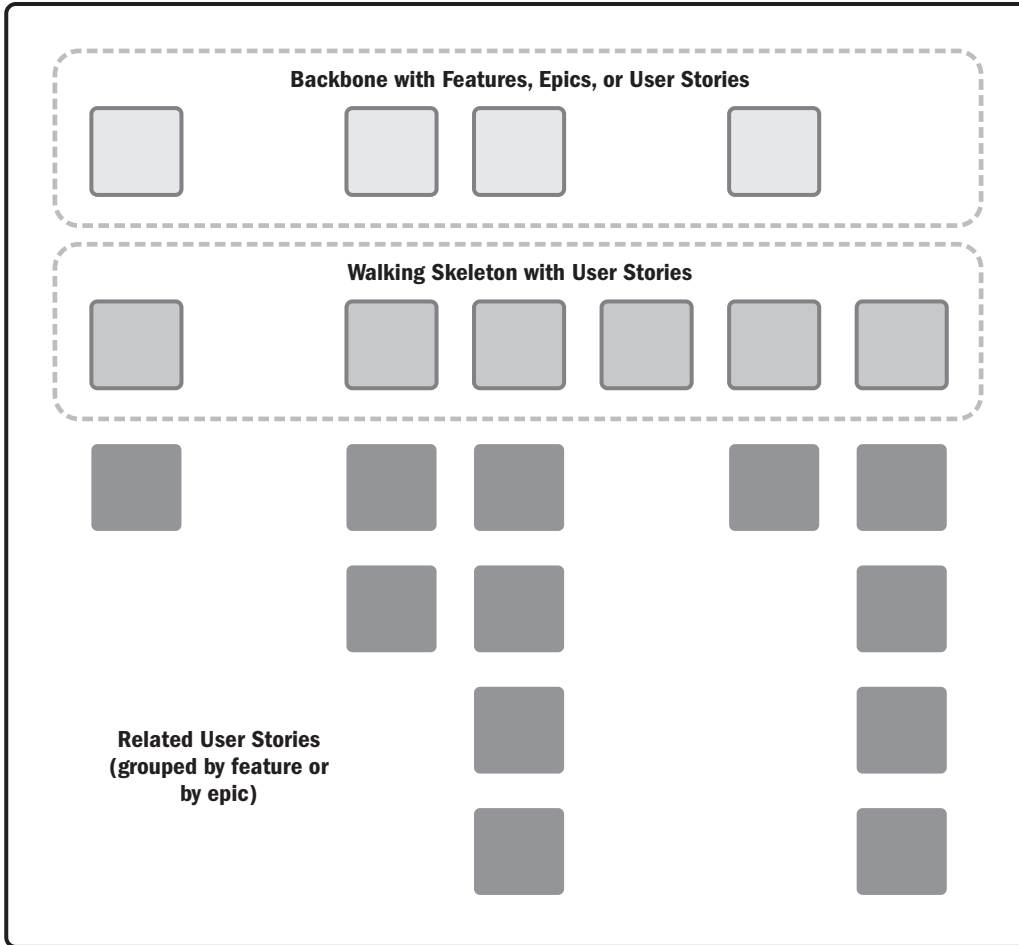 Backbone with Features, Epics, or User Stories
Walking Skeleton with User Stories
Related User Stories
(grouped by feature or
by epic)